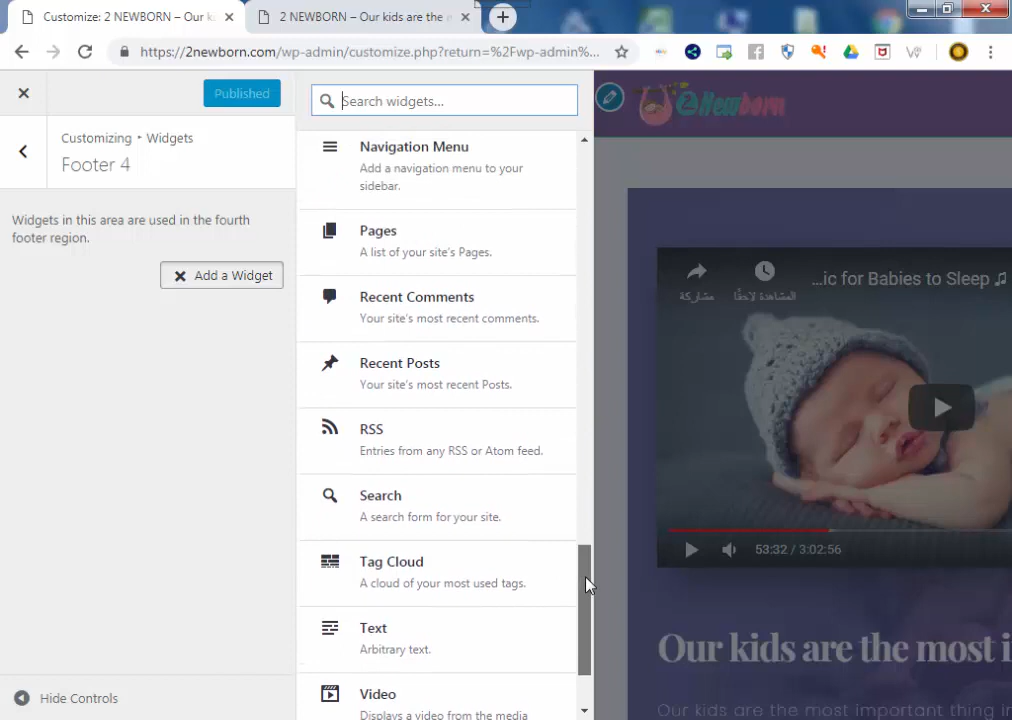 Customize: 2 NEWBORN – Our k
2 NEWBORN – Our kids are the
https://2newborn.com/wp-admin/customize.php?return=%2Fwp-admin%...
Published
Search widgets...
2 Newborn
Customizing ‣ Widgets
Footer 4
Widgets in this area are used in the fourth
footer region.
Add a Widget
Navigation Menu
Add a navigation menu to your
sidebar.
Pages
A list of your site's Pages.
Recent Comments
Your site's most recent comments.
Recent Posts
Your site's most recent Posts.
RSS
Entries from any RSS or Atom feed.
Search
A search form for your site.
Tag Cloud
A cloud of your most used tags.
Text
Arbitrary text.
Video
Displays a video from the media
...ic for Babies to Sleep ♫
مشاركة
المشاهدة لاحقًا
53:32 / 3:02:56
Our kids are the most i
Our kids are the most important thing i
Hide Controls